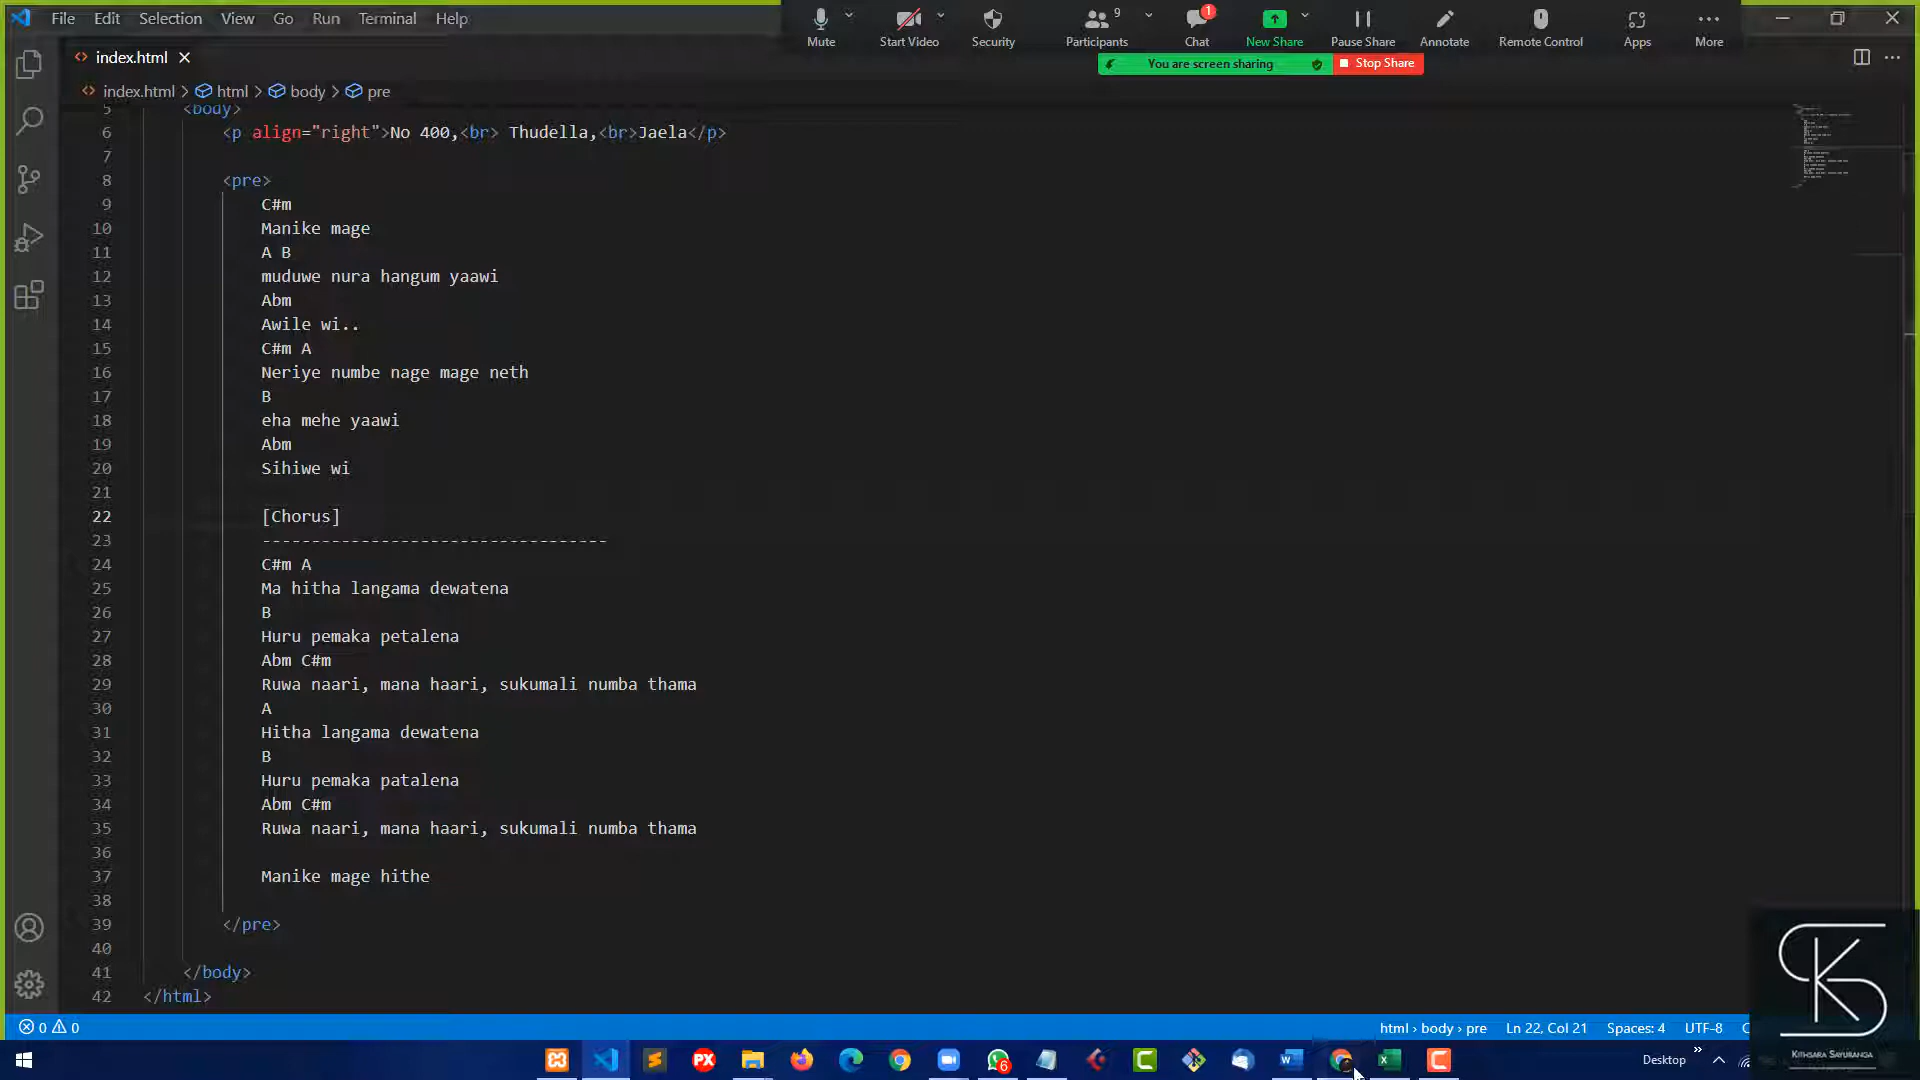 File Edit Selection View Go Run Terminal Help
Mute Start Video Security Participants 9 Chat 1 New Share Pause Share Annotate Remote Control Apps More
You are screen sharing Stop Share
index.html
index.html > html > body > pre
5 <body>
6 <p align="right">No 400,<br> Thudella,<br>Jaela</p>
7
8 <pre>
9 C#m
10 Manike mage
11 A B
12 muduwe nura hangum yaawi
13 Abm
14 Awile wi..
15 C#m A
16 Neriye numbe nage mage neth
17 B
18 eha mehe yaawi
19 Abm
20 Sihiwe wi
21
22 [Chorus]
23 -----------------------------------
24 C#m A
25 Ma hitha langama dewatena
26 B
27 Huru pemaka petalena
28 Abm C#m
29 Ruwa naari, mana haari, sukumali numba thama
30 A
31 Hitha langama dewatena
32 B
33 Huru pemaka patalena
34 Abm C#m
35 Ruwa naari, mana haari, sukumali numba thama
36
37 Manike mage hithe
38
39 </pre>
40
41 </body>
42 </html>
0 0 html > body > pre Ln 22, Col 21 Spaces: 4 UTF-8
Desktop
KITHSARA SAYURANGA